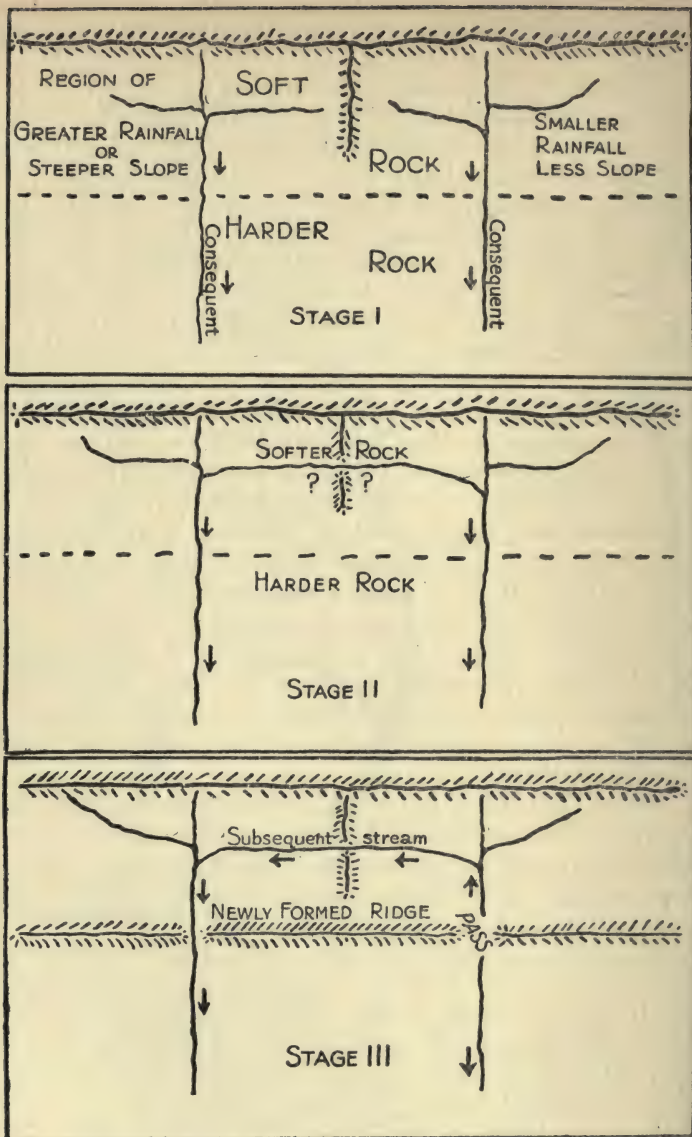 REGION OF SOFT
GREATER RAINFALL
OR
STEEPER SLOPE
ROCK
SMALLER
RAINFALL
LESS SLOPE
HARDER
ROCK
Consequent
Consequent
STAGE I
SOFTER ROCK
? ?
HARDER ROCK
STAGE II
Subsequent stream
NEWLY FORMED RIDGE
PASS
STAGE III